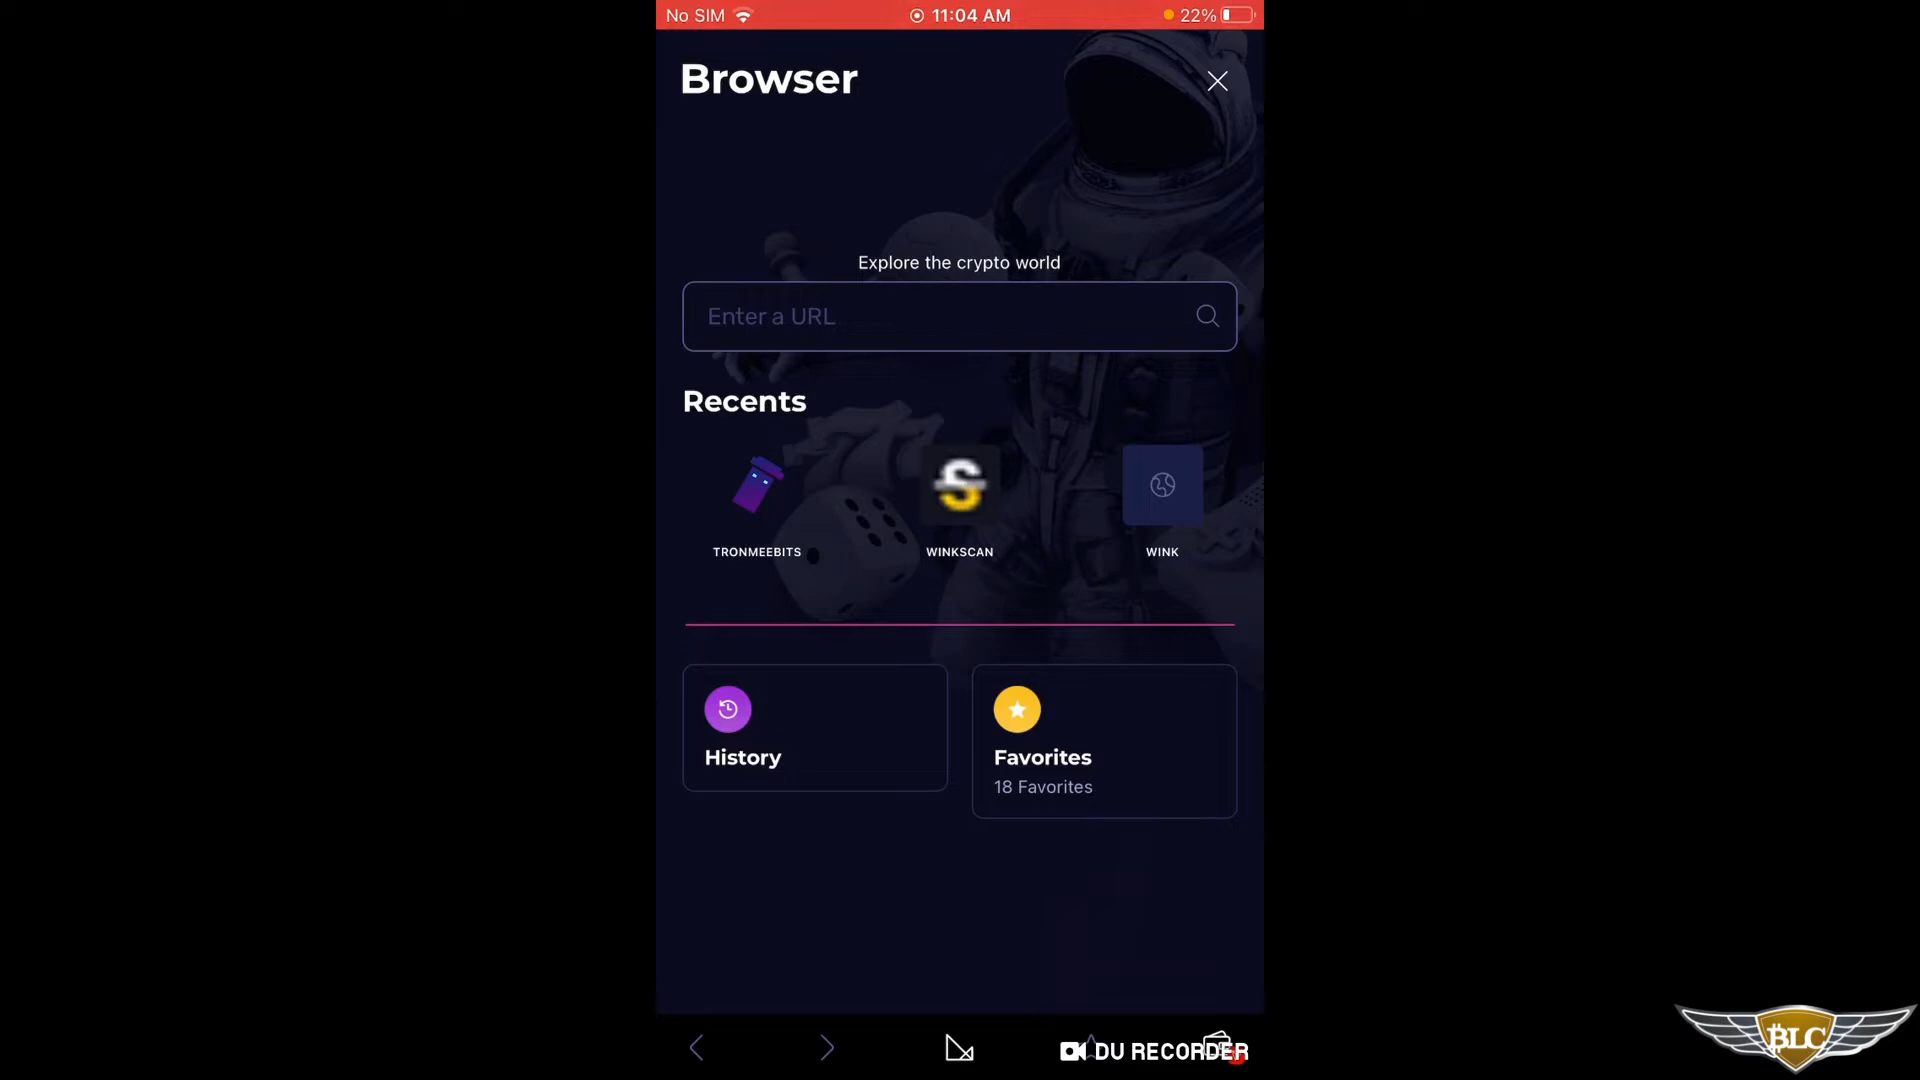 No SIM 11:04 AM 22%
Browser
Explore the crypto world
Enter a URL
Recents
S
TRONMEEBITS WINKSCAN WINK
History Favorites
18 Favorites
DU RECORDER
BLC